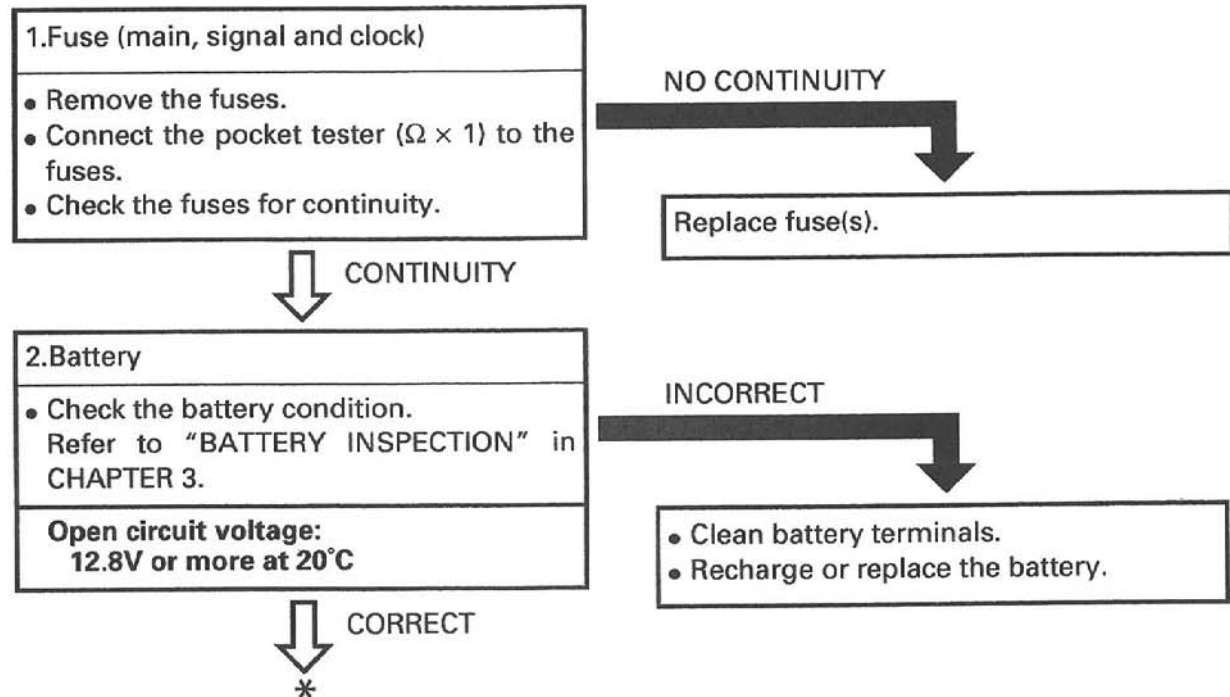 1.Fuse (main, signal and clock)
• Remove the fuses.
• Connect the pocket tester (Ω × 1) to the
fuses.
• Check the fuses for continuity.
NO CONTINUITY
Replace fuse(s).
CONTINUITY
2.Battery
• Check the battery condition.
Refer to “BATTERY INSPECTION” in
CHAPTER 3.
Open circuit voltage:
12.8V or more at 20°C
INCORRECT
• Clean battery terminals.
• Recharge or replace the battery.
CORRECT
*